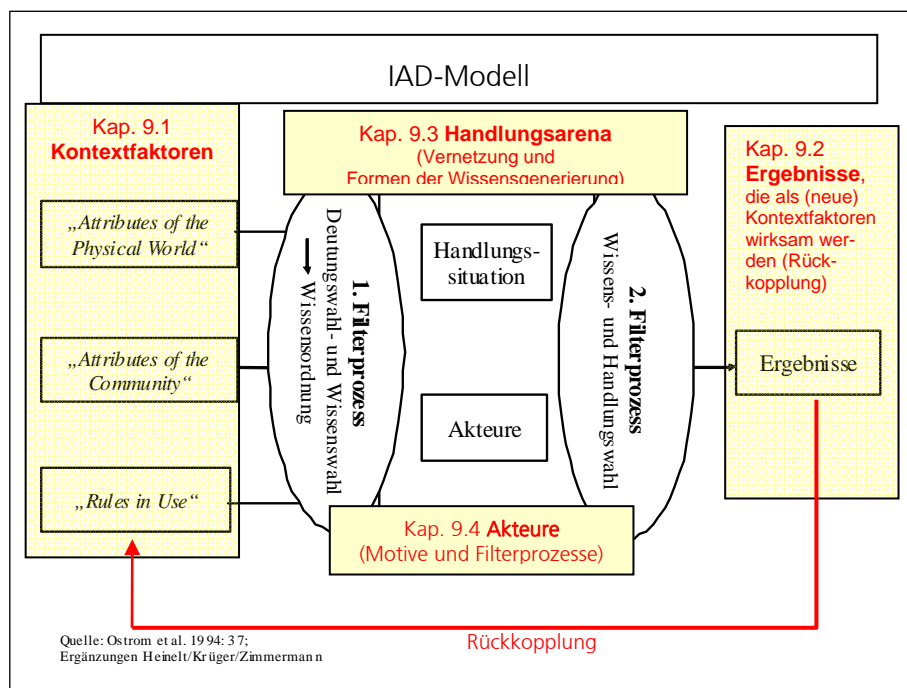 IAD-Modell
Kap. 9.1
Kontextfaktoren
„Attributes of the
Physical World“
„Attributes of the
Community“
„Rules in Use“
Kap. 9.3 Handlungsarena
(Vernetzung und
Formen der Wissensgenerierung)
1. Filterprozess
Deutungswahl- und Wissenswahl
Wissensordnung
Handlungs-
situation
Akteure
2. Filterprozess
Wissens- und Handlungswahl
Kap. 9.4 Akteure
(Motive und Filterprozesse)
Kap. 9.2
Ergebnisse,
die als (neue)
Kontextfaktoren
wirksam wer-
den (Rück-
kopplung)
Ergebnisse
Rückkopplung
Quelle: Ostrom et al. 1994: 37;
Ergänzungen Heinelt/Krüger/Zimmermann